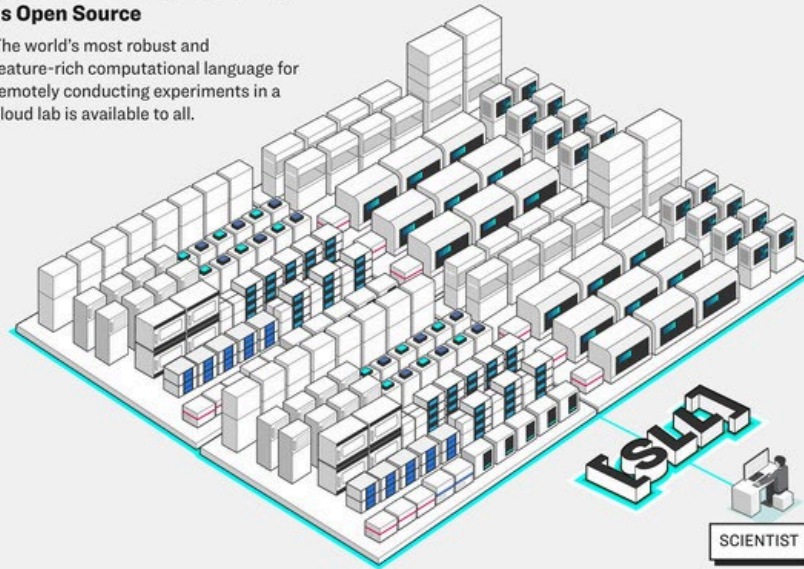 s Open Source
he world's most robust and
eature-rich computational language for
emotely conducting experiments in a
loud lab is available to all.
[SLL]
SCIENTIST